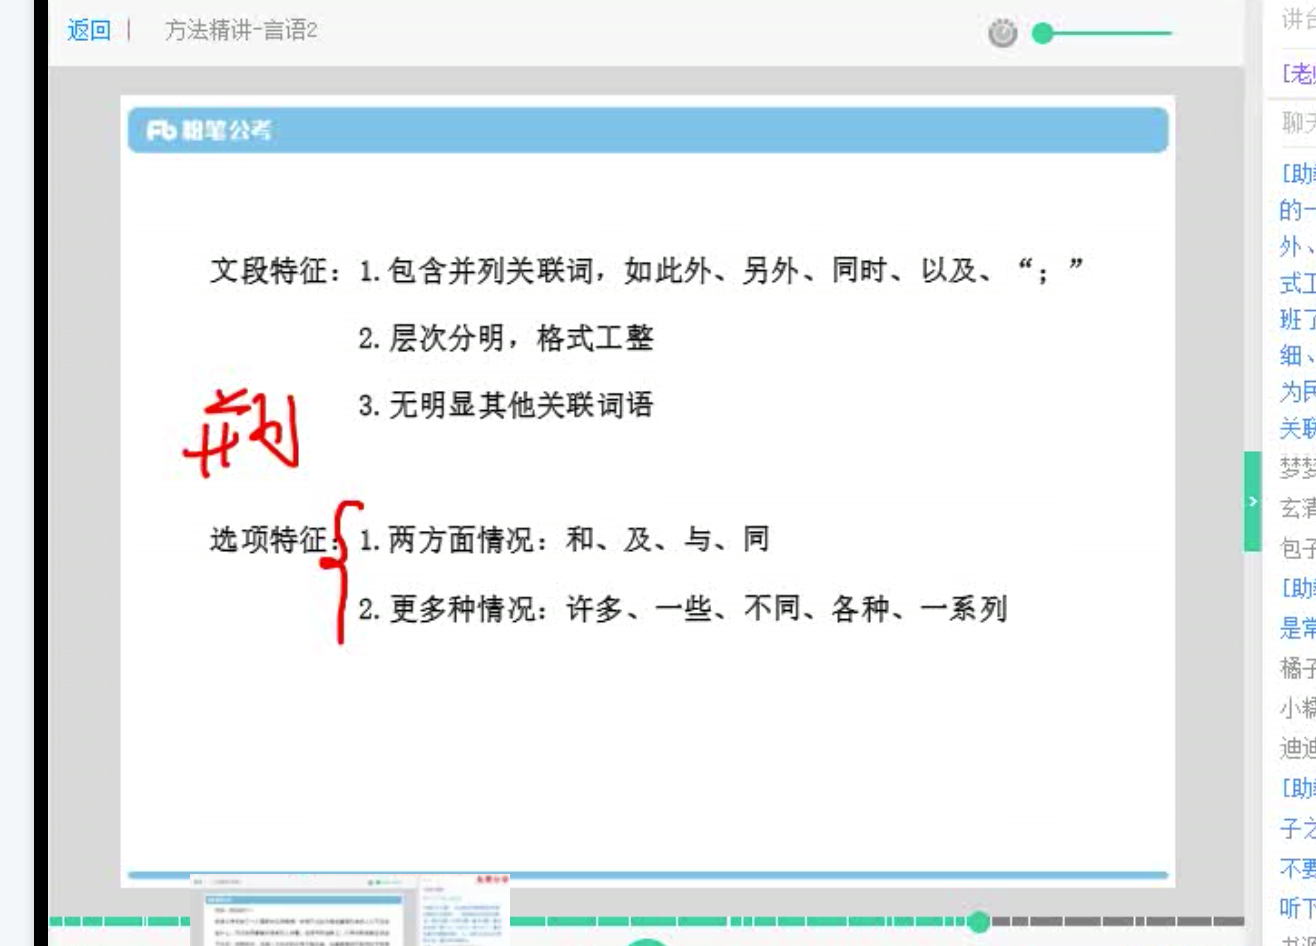 返回
方法精讲-言语2
Fb 粉笔公考
文段特征：1.包含并列关联词，如此外、另外、同时、以及、“；”
2.层次分明，格式工整
3.无明显其他关联词语
并列
选项特征：1.两方面情况：和、及、与、同
2.更多种情况：许多、一些、不同、各种、一系列
讲台
[老
聊天
[助
的一
外、
式工
班了
细、
为民
关联
梦梦
玄清
包子
[助
是常
橘子
小糯
迪迪
[助
子之
不要
听下